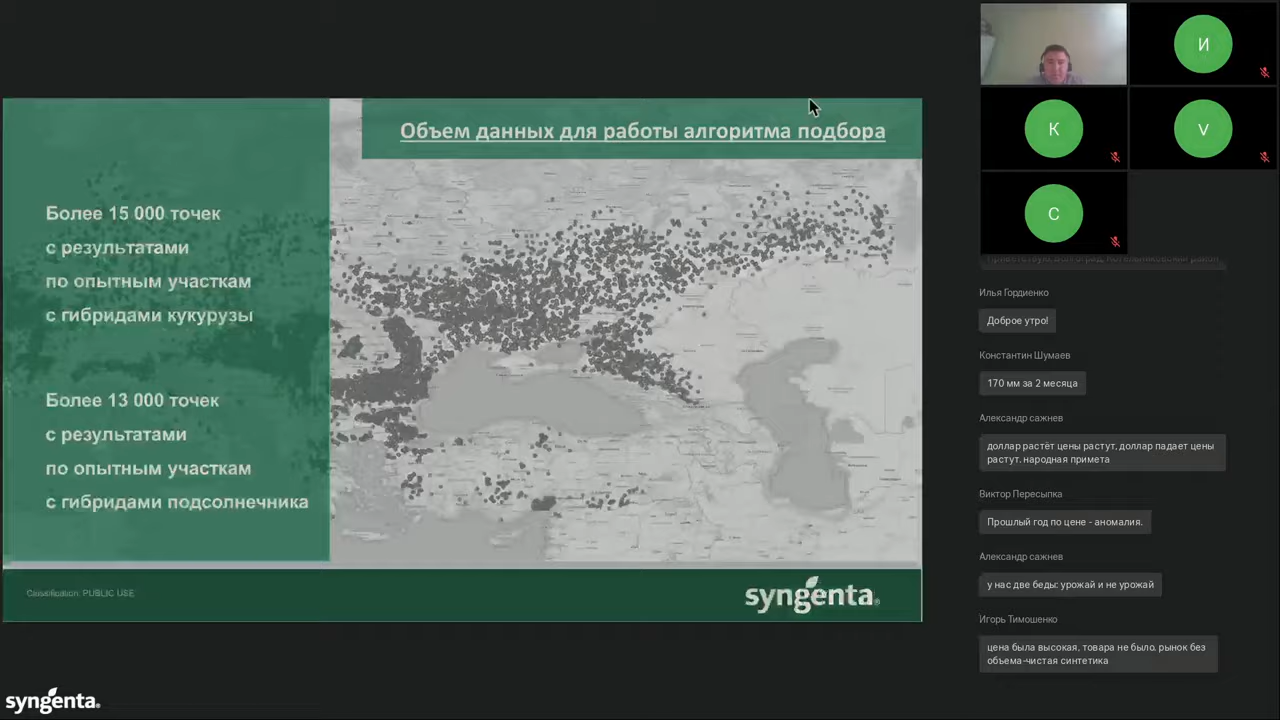 Объем данных для работы алгоритма подбора
Более 15 000 точек
с результатами
по опытным участкам
с гибридами кукурузы
Более 13 000 точек
с результатами
по опытным участкам
с гибридами подсолнечника
Classification: PUBLIC USE
syngenta®
syngenta®
И
К
V
С
Илья Гордиенко
Доброе утро!
Константин Шумаев
170 мм за 2 месяца
Александр сажнев
доллар растёт цены растут, доллар падает цены
растут. народная примета
Виктор Пересыпка
Прошлый год по цене - аномалия.
Александр сажнев
у нас две беды: урожай и не урожай
Игорь Тимошенко
цена была высокая, товара не было. рынок без
объема-чистая синтетика